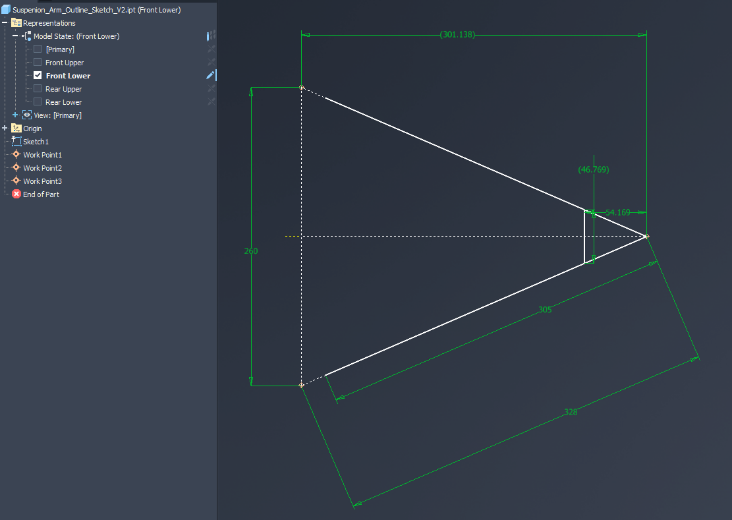 Suspenion_Arm_Outline_Sketch_V2.ipt (Front Lower)
Representations
Model State: (Front Lower)
[Primary]
Front Upper
Front Lower
Rear Upper
Rear Lower
View: [Primary]
Origin
Sketch1
Work Point1
Work Point2
Work Point3
End of Part
(301.138)
(46.769)
54.169
260
305
328